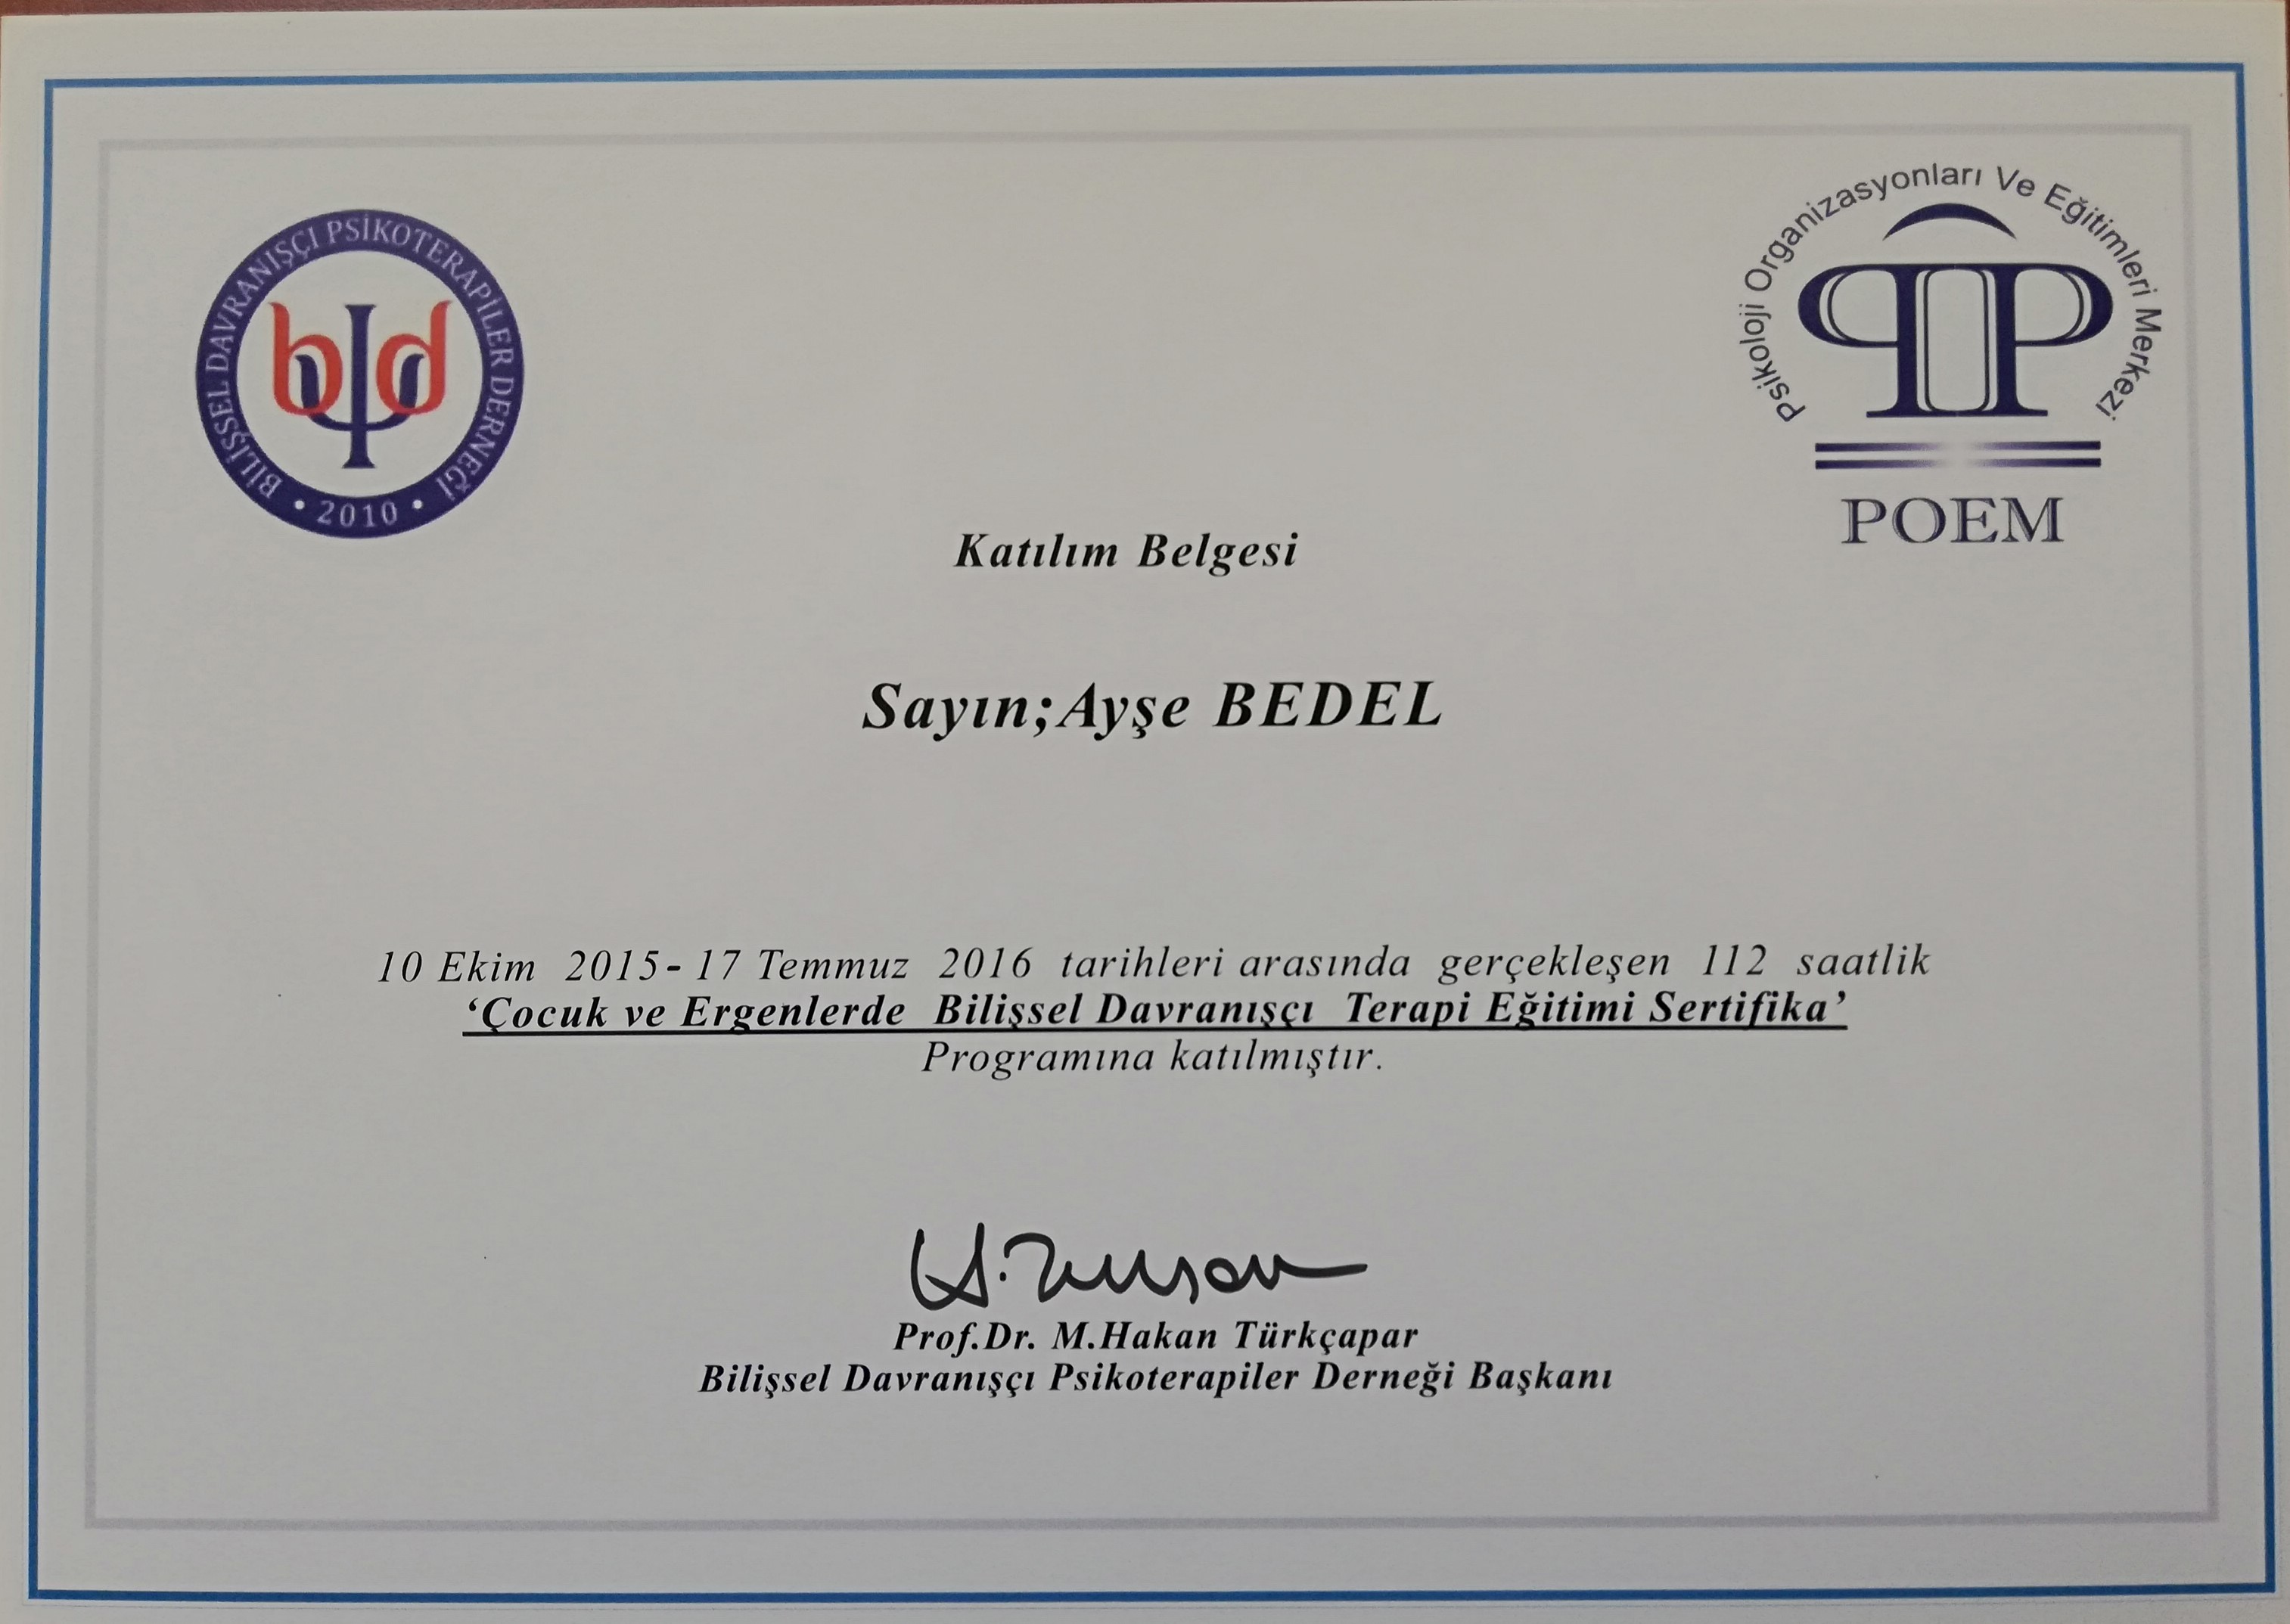 BİLİŞSEL DAVRANIŞÇI PSİKOTERAPİLER DERNEĞİ
• 2010 •
bd
Psikoloji Organizasyonları Ve Eğitimleri Merkezi
POEM
Katılım Belgesi
Sayın;Ayşe BEDEL
10 Ekim 2015- 17 Temmuz 2016 tarihleri arasında gerçekleşen 112 saatlik
‘Çocuk ve Ergenlerde Bilişsel Davranışçı Terapi Eğitimi Sertifika’
Programına katılmıştır.
Prof.Dr. M.Hakan Türkçapar
Bilişsel Davranışçı Psikoterapiler Derneği Başkanı